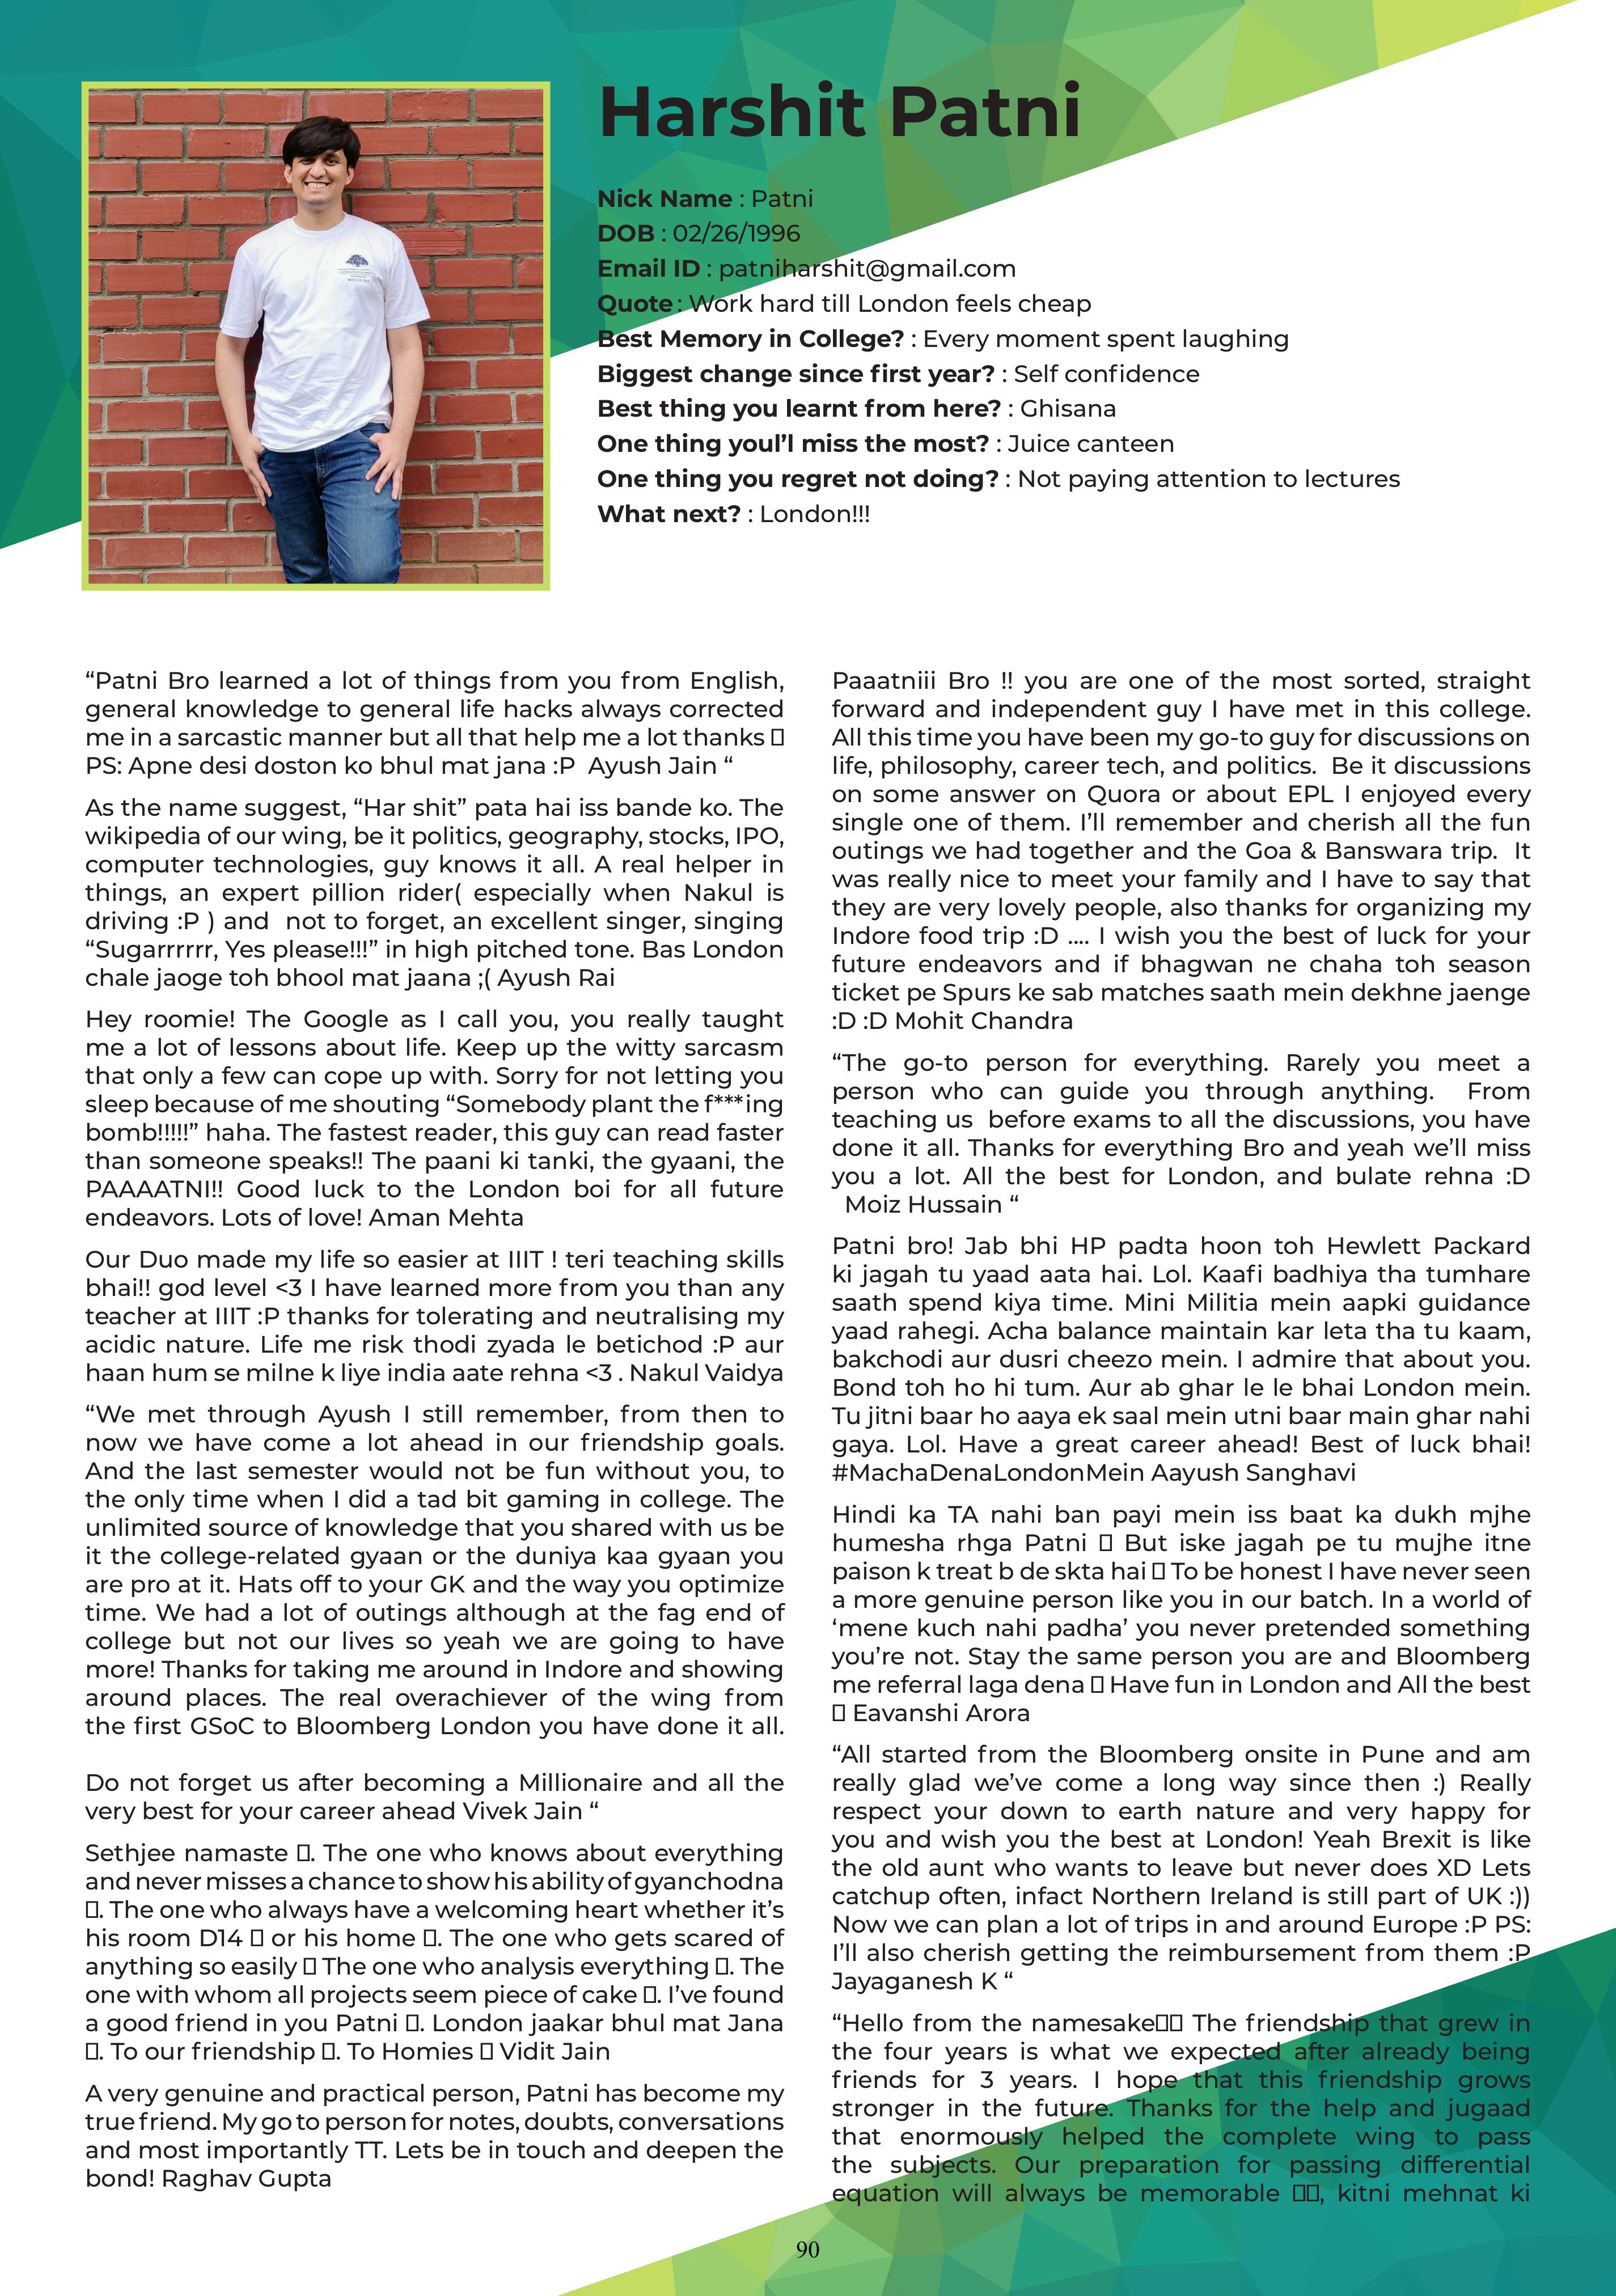 Harshit Patni
Nick Name : Patni
DOB : 02/26/1996
Email ID : patniharshit@gmail.com
Quote : Work hard till London feels cheap
Best Memory in College? : Every moment spent laughing
Biggest change since first year? : Self confidence
Best thing you learnt from here? : Ghisana
One thing youl’l miss the most? : Juice canteen
One thing you regret not doing? : Not paying attention to lectures
What next? : London!!!
“Patni Bro learned a lot of things from you from English,
general knowledge to general life hacks always corrected
me in a sarcastic manner but all that help me a lot thanks
PS: Apne desi doston ko bhul mat jana :P Ayush Jain “
As the name suggest, “Har shit” pata hai iss bande ko. The
wikipedia of our wing, be it politics, geography, stocks, IPO,
computer technologies, guy knows it all. A real helper in
things, an expert pillion rider( especially when Nakul is
driving :P ) and not to forget, an excellent singer, singing
“Sugarrrrrr, Yes please!!!” in high pitched tone. Bas London
chale jaoge toh bhool mat jaana ;( Ayush Rai
Hey roomie! The Google as I call you, you really taught
me a lot of lessons about life. Keep up the witty sarcasm
that only a few can cope up with. Sorry for not letting you
sleep because of me shouting “Somebody plant the f***ing
bomb!!!!!” haha. The fastest reader, this guy can read faster
than someone speaks!! The paani ki tanki, the gyaani, the
PAAAATNI!! Good luck to the London boi for all future
endeavors. Lots of love! Aman Mehta
Our Duo made my life so easier at IIIT ! teri teaching skills
bhai!! god level <3 I have learned more from you than any
teacher at IIIT :P thanks for tolerating and neutralising my
acidic nature. Life me risk thodi zyada le betichod :P aur
haan hum se milne k liye india aate rehna <3 . Nakul Vaidya
“We met through Ayush I still remember, from then to
now we have come a lot ahead in our friendship goals.
And the last semester would not be fun without you, to
the only time when I did a tad bit gaming in college. The
unlimited source of knowledge that you shared with us be
it the college-related gyaan or the duniya kaa gyaan you
are pro at it. Hats off to your GK and the way you optimize
time. We had a lot of outings although at the fag end of
college but not our lives so yeah we are going to have
more! Thanks for taking me around in Indore and showing
around places. The real overachiever of the wing from
the first GSoC to Bloomberg London you have done it all.
Do not forget us after becoming a Millionaire and all the
very best for your career ahead Vivek Jain “
Sethjee namaste . The one who knows about everything
and never misses a chance to show his ability of gyanchodna
. The one who always have a welcoming heart whether it’s
his room D14 or his home . The one who gets scared of
anything so easily The one who analysis everything . The
one with whom all projects seem piece of cake . I’ve found
a good friend in you Patni . London jaakar bhul mat Jana
. To our friendship . To Homies Vidit Jain
A very genuine and practical person, Patni has become my
true friend. My go to person for notes, doubts, conversations
and most importantly TT. Lets be in touch and deepen the
bond! Raghav Gupta
Paaatniii Bro !! you are one of the most sorted, straight
forward and independent guy I have met in this college.
All this time you have been my go-to guy for discussions on
life, philosophy, career tech, and politics. Be it discussions
on some answer on Quora or about EPL I enjoyed every
single one of them. I’ll remember and cherish all the fun
outings we had together and the Goa & Banswara trip. It
was really nice to meet your family and I have to say that
they are very lovely people, also thanks for organizing my
Indore food trip :D .... I wish you the best of luck for your
future endeavors and if bhagwan ne chaha toh season
ticket pe Spurs ke sab matches saath mein dekhne jaenge
:D :D Mohit Chandra
“The go-to person for everything. Rarely you meet a
person who can guide you through anything. From
teaching us before exams to all the discussions, you have
done it all. Thanks for everything Bro and yeah we’ll miss
you a lot. All the best for London, and bulate rehna :D
Moiz Hussain “
Patni bro! Jab bhi HP padta hoon toh Hewlett Packard
ki jagah tu yaad aata hai. Lol. Kaafi badhiya tha tumhare
saath spend kiya time. Mini Militia mein aapki guidance
yaad rahegi. Acha balance maintain kar leta tha tu kaam,
bakchodi aur dusri cheezo mein. I admire that about you.
Bond toh ho hi tum. Aur ab ghar le le bhai London mein.
Tu jitni baar ho aaya ek saal mein utni baar main ghar nahi
gaya. Lol. Have a great career ahead! Best of luck bhai!
#MachaDenaLondonMein Aayush Sanghavi
Hindi ka TA nahi ban payi mein iss baat ka dukh mjhe
humesha rhga Patni But iske jagah pe tu mujhe itne
paison k treat b de skta hai To be honest I have never seen
a more genuine person like you in our batch. In a world of
‘mene kuch nahi padha’ you never pretended something
you’re not. Stay the same person you are and Bloomberg
me referral laga dena Have fun in London and All the best
Eavanshi Arora
“All started from the Bloomberg onsite in Pune and am
really glad we’ve come a long way since then :) Really
respect your down to earth nature and very happy for
you and wish you the best at London! Yeah Brexit is like
the old aunt who wants to leave but never does XD Lets
catchup often, infact Northern Ireland is still part of UK :))
Now we can plan a lot of trips in and around Europe :P PS:
I’ll also cherish getting the reimbursement from them :P
Jayaganesh K “
“Hello from the namesake The friendship that grew in
the four years is what we expected after already being
friends for 3 years. I hope that this friendship grows
stronger in the future. Thanks for the help and jugaad
that enormously helped the complete wing to pass
the subjects. Our preparation for passing differential
equation will always be memorable , kitni mehnat ki
90